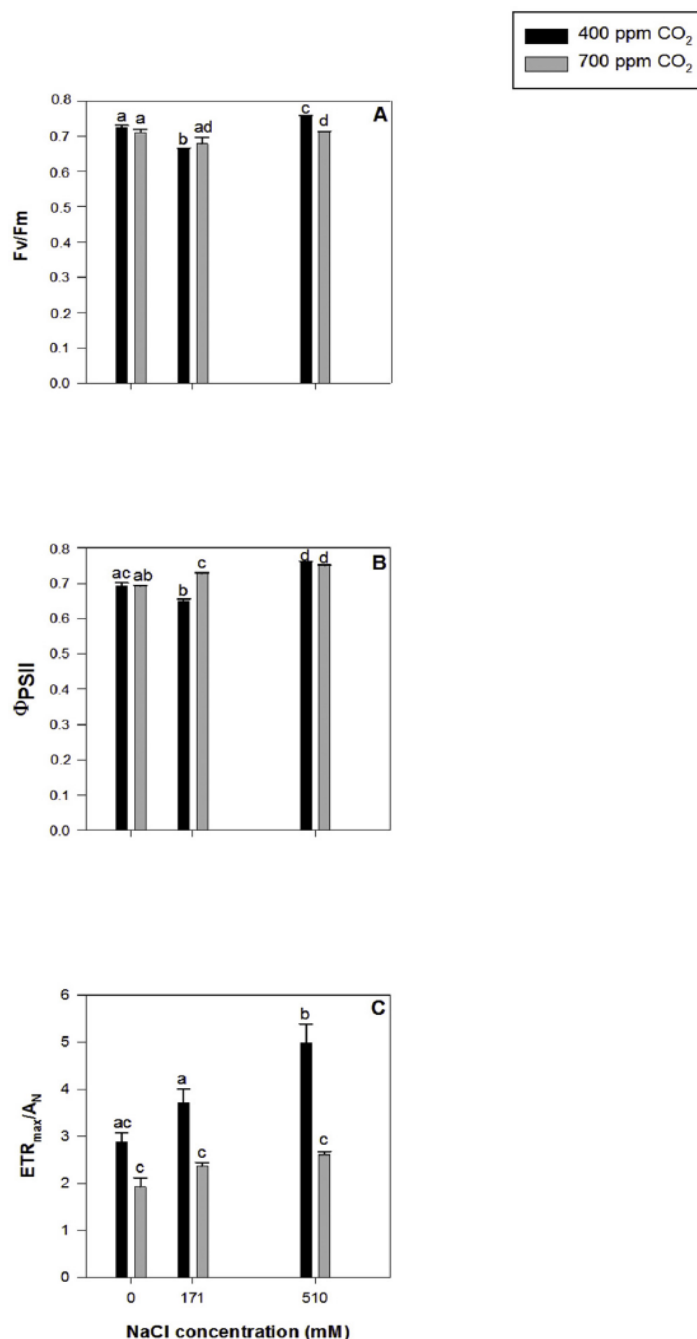 400 ppm CO₂
700 ppm CO₂
A
Fv/Fm
0.8
0.7
0.6
0.5
0.4
0.3
0.2
0.1
0.0
a a
b ad
c d
B
ΦPSII
0.8
0.7
0.6
0.5
0.4
0.3
0.2
0.1
0.0
ac ab
b c
d d
C
ETRmax/AN
6
5
4
3
2
1
0
ac c
a c
b c
0 171 510
NaCl concentration (mM)